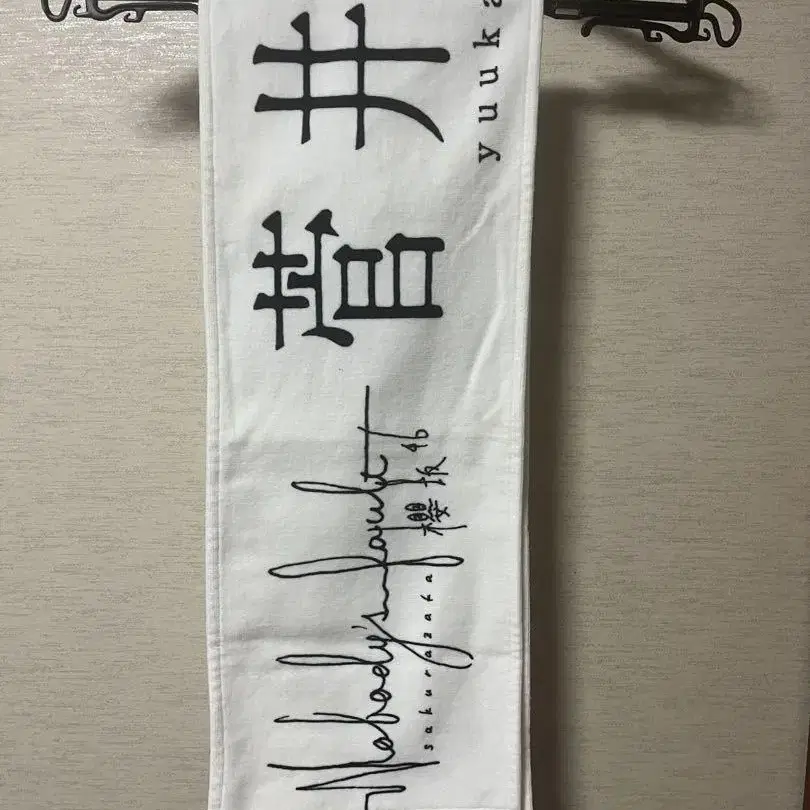 Nobody's fault
sakurazaka 櫻坂46
菅井
yuuka